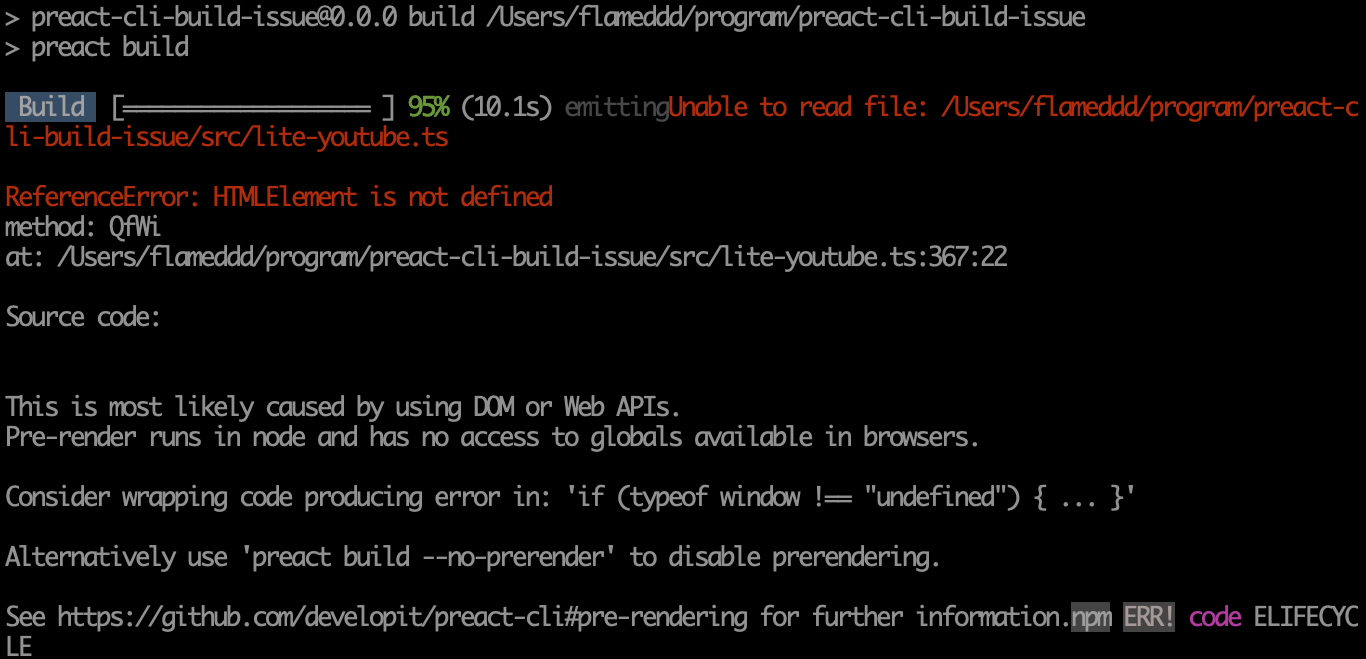 > preact-cli-build-issue@0.0.0 build /Users/flameddd/program/preact-cli-build-issue
> preact build
Build [=================== ] 95% (10.1s) emittingUnable to read file: /Users/flameddd/program/preact-c
li-build-issue/src/lite-youtube.ts
ReferenceError: HTMLElement is not defined
method: QfWi
at: /Users/flameddd/program/preact-cli-build-issue/src/lite-youtube.ts:367:22
Source code:
This is most likely caused by using DOM or Web APIs.
Pre-render runs in node and has no access to globals available in browsers.
Consider wrapping code producing error in: 'if (typeof window !== "undefined") { ... }'
Alternatively use 'preact build --no-prerender' to disable prerendering.
See https://github.com/developit/preact-cli#pre-rendering for further information.npm ERR! code ELIFECYC
LE